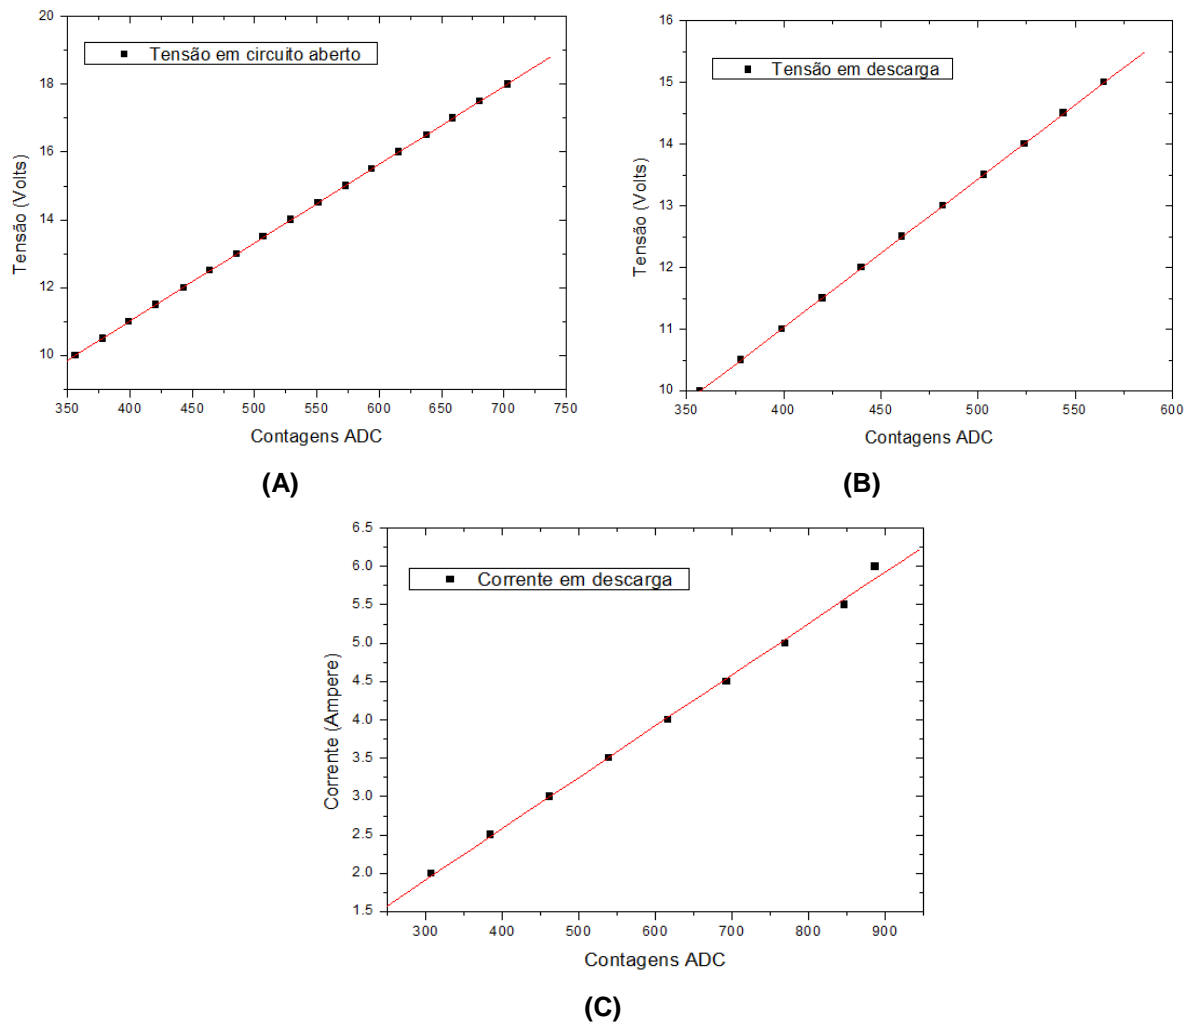 20
18
16
14
12
10
Tensão (Volts)
Tensão em circuito aberto
350 400 450 500 550 600 650 700 750
Contagens ADC
(A)
16
15
14
13
12
11
10
Tensão (Volts)
Tensão em descarga
350 400 450 500 550 600
Contagens ADC
(B)
6.5
6.0
5.5
5.0
4.5
4.0
3.5
3.0
2.5
2.0
1.5
Corrente (Ampere)
Corrente em descarga
300 400 500 600 700 800 900
Contagens ADC
(C)